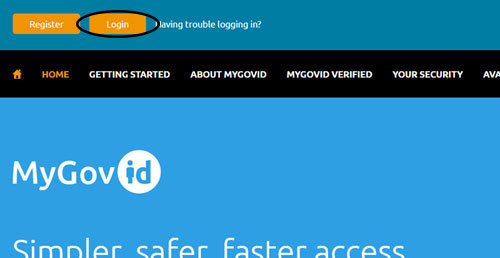 Register Login Having trouble logging in?
HOME GETTING STARTED ABOUT MYGOVID MYGOVID VERIFIED YOUR SECURITY AVA
MyGovid
Simpler, safer, faster access